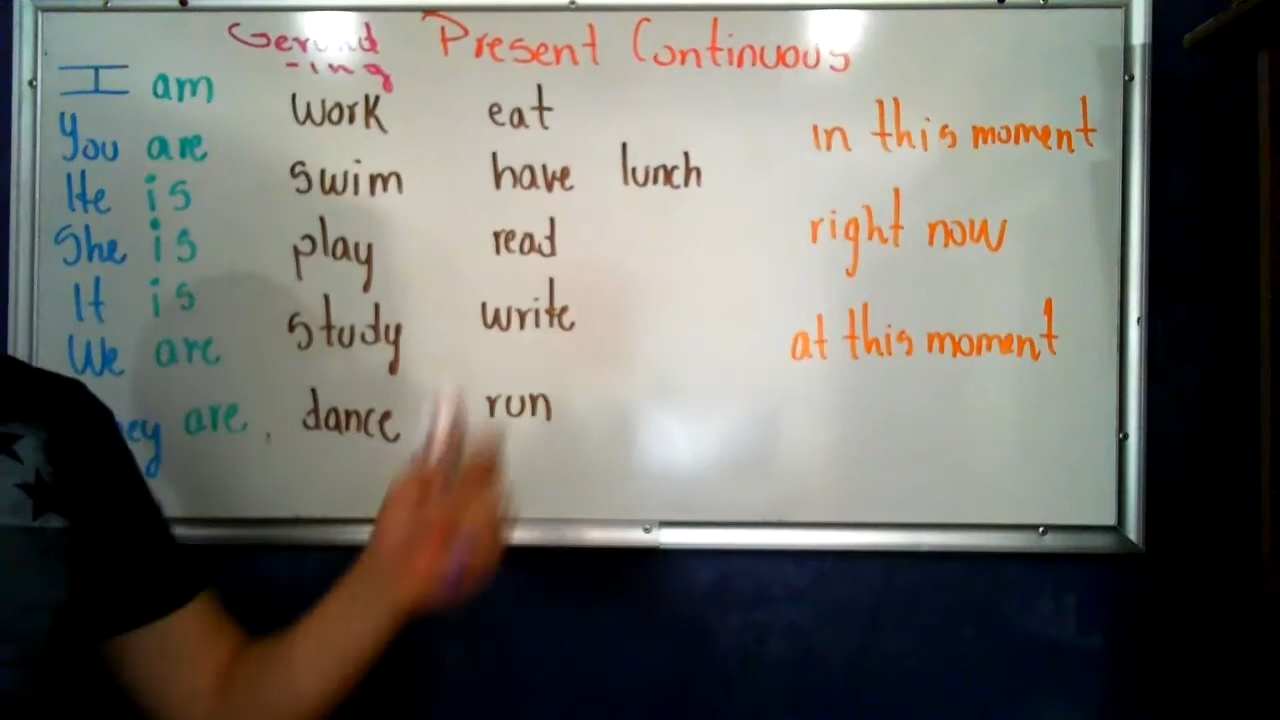 Gerund Present Continuous
-ing
I am work eat in this moment
You are swim have lunch
He is play read right now
She is study write at this moment
It is dance run
We are
are.